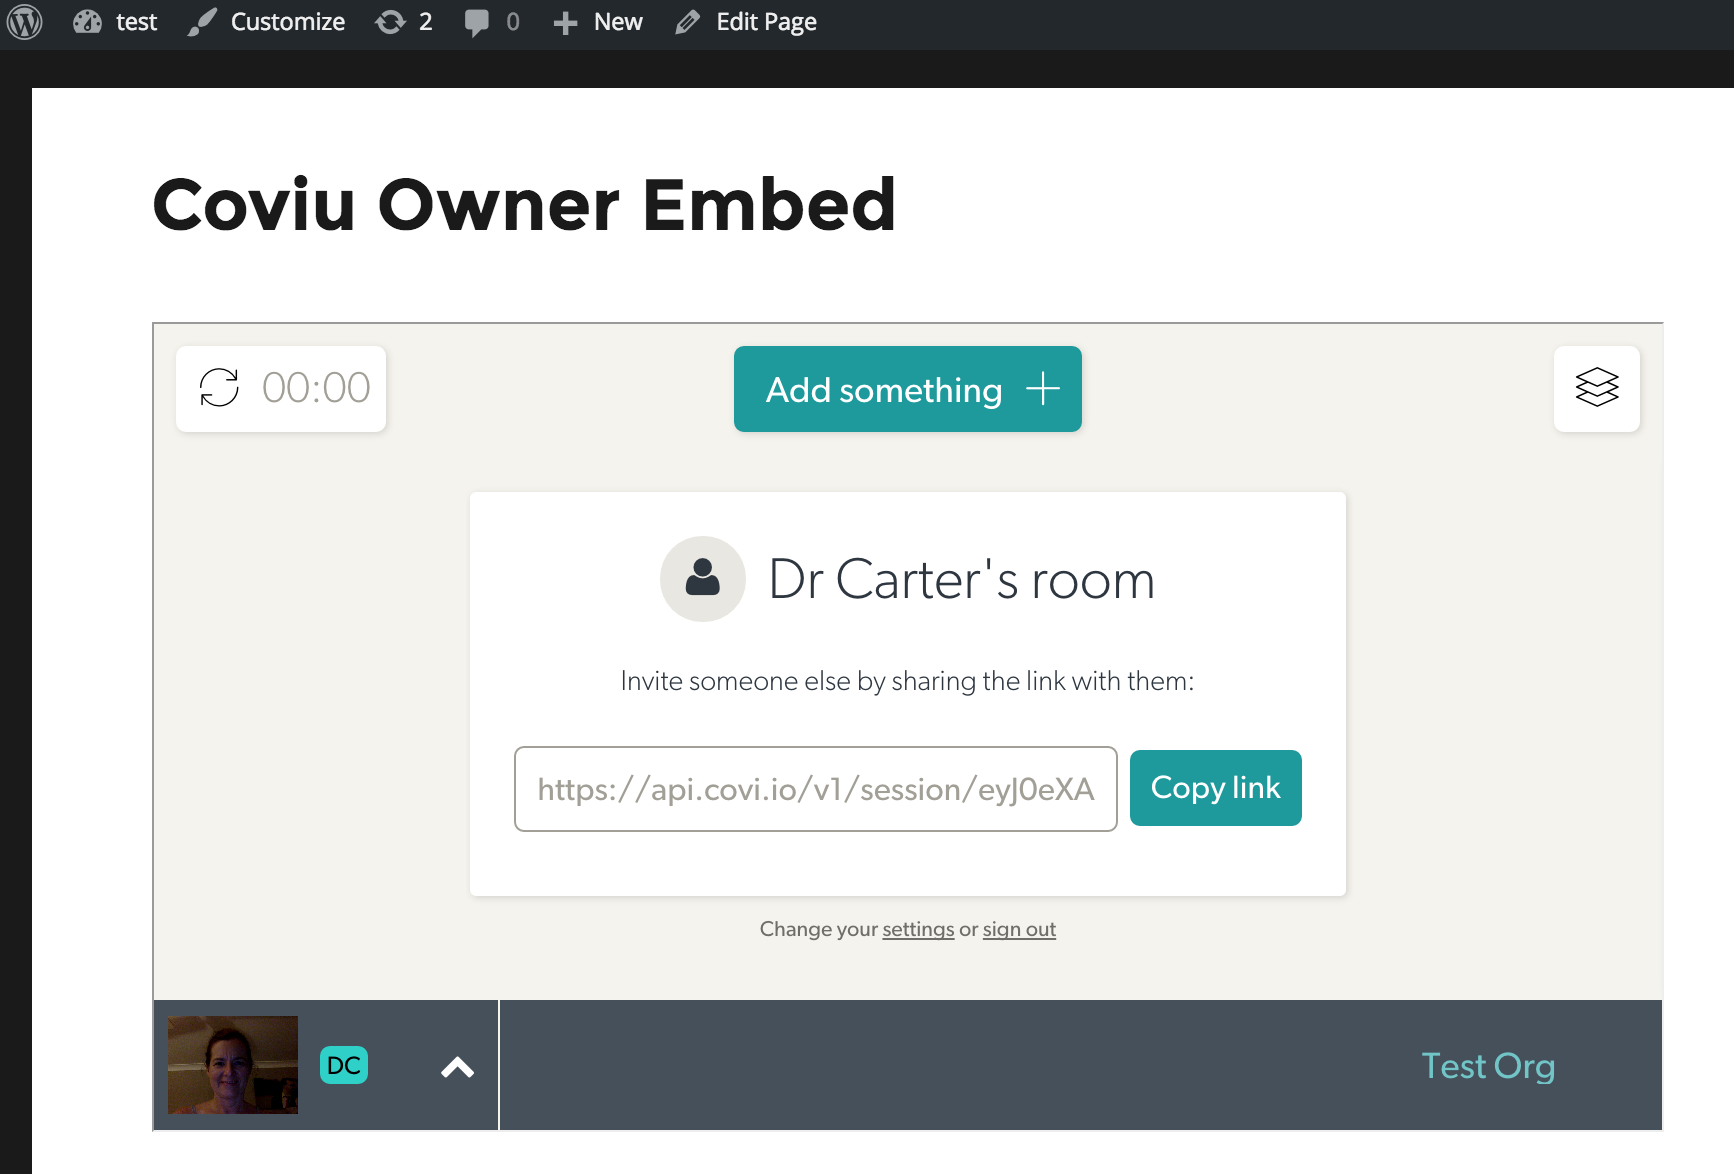 test Customize 2 0 New Edit Page
Coviu Owner Embed
00:00 Add something
Dr Carter's room
Invite someone else by sharing the link with them:
https://api.covi.io/v1/session/eyJ0eXA Copy link
Change your settings or sign out
DC Test Org